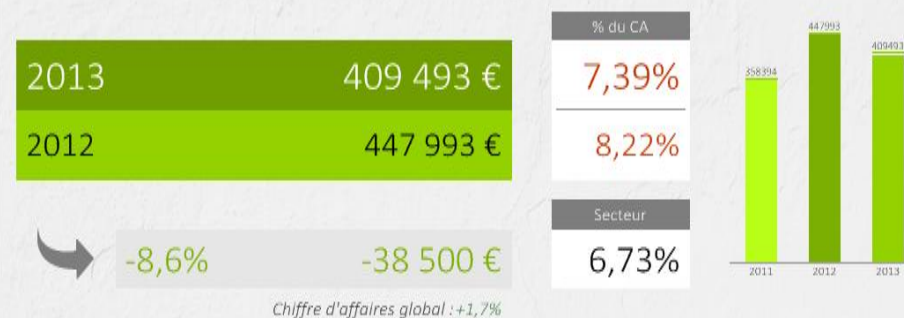 % du CA
2013 409 493 € 7,39%
2012 447 993 € 8,22%
Secteur
-8,6% -38 500 € 6,73%
Chiffre d'affaires global : +1,7%
447993
409493
358394
2011 2012 2013